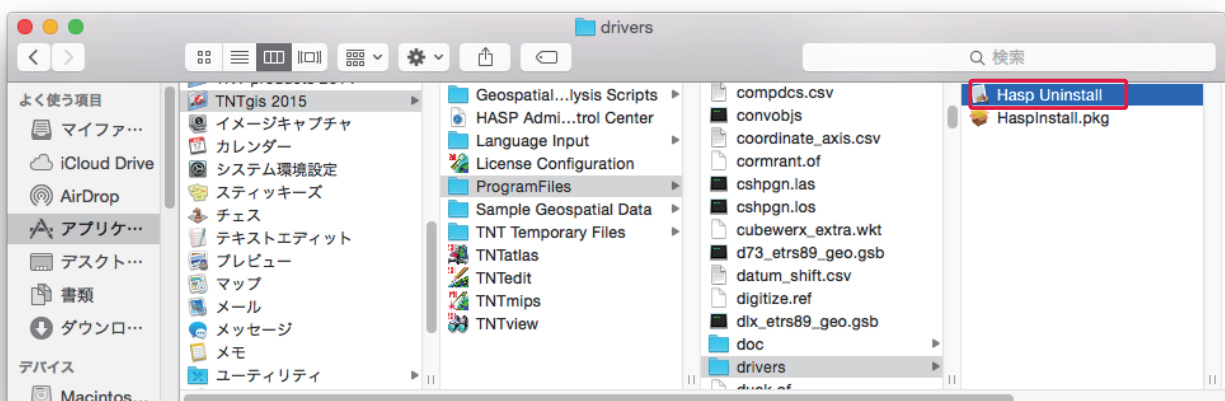 drivers
検索
よく使う項目
マイファ…
iCloud Drive
AirDrop
アプリケ…
デスクト…
書類
ダウンロ…
デバイス
Macintos…
TNTgis 2015
イメージキャプチャ
カレンダー
システム環境設定
スティッキーズ
チェス
テキストエディット
プレビュー
マップ
メール
メッセージ
メモ
ユーティリティ
Geospatial…lysis Scripts
HASP Admi…trol Center
Language Input
License Configuration
ProgramFiles
Sample Geospatial Data
TNT Temporary Files
TNTatlas
TNTedit
TNTmips
TNTview
compdcs.csv
convobjs
coordinate_axis.csv
cormrant.of
cshpgn.las
cshpgn.los
cubewerx_extra.wkt
d73_etrs89_geo.gsb
datum_shift.csv
digitize.ref
dlx_etrs89_geo.gsb
doc
drivers
Hasp Uninstall
HaspInstall.pkg